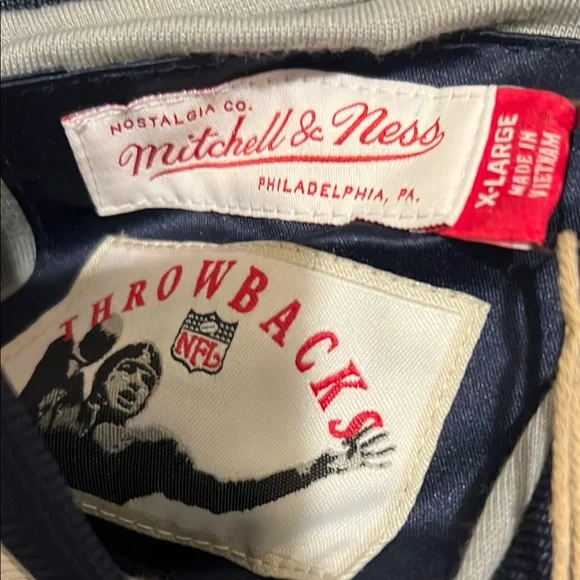 NOSTALGIA CO.
Mitchell & Ness
PHILADELPHIA, PA.
X-LARGE
MADE IN
VIETNAM
THROWBACKS
NFL